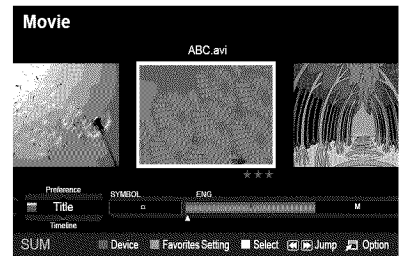 Movie
ABC.avi
Preference
SYMBOL ENG
Title M
Timeline
SUM Device Favorites Setting Select Jump Option